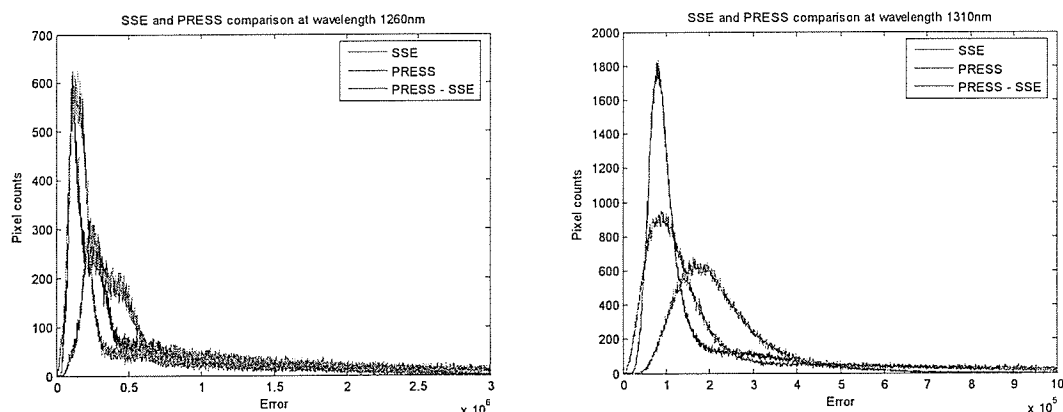 SSE and PRESS comparison at wavelength 1260nm
700
600
500
400
300
200
100
0
Pixel counts
SSE
PRESS
PRESS - SSE
0
0.5
1
1.5
2
2.5
3
Error
x 10^6
SSE and PRESS comparison at wavelength 1310nm
2000
1800
1600
1400
1200
1000
800
600
400
200
0
Pixel counts
SSE
PRESS
PRESS - SSE
0
1
2
3
4
5
6
7
8
9
10
Error
x 10^5